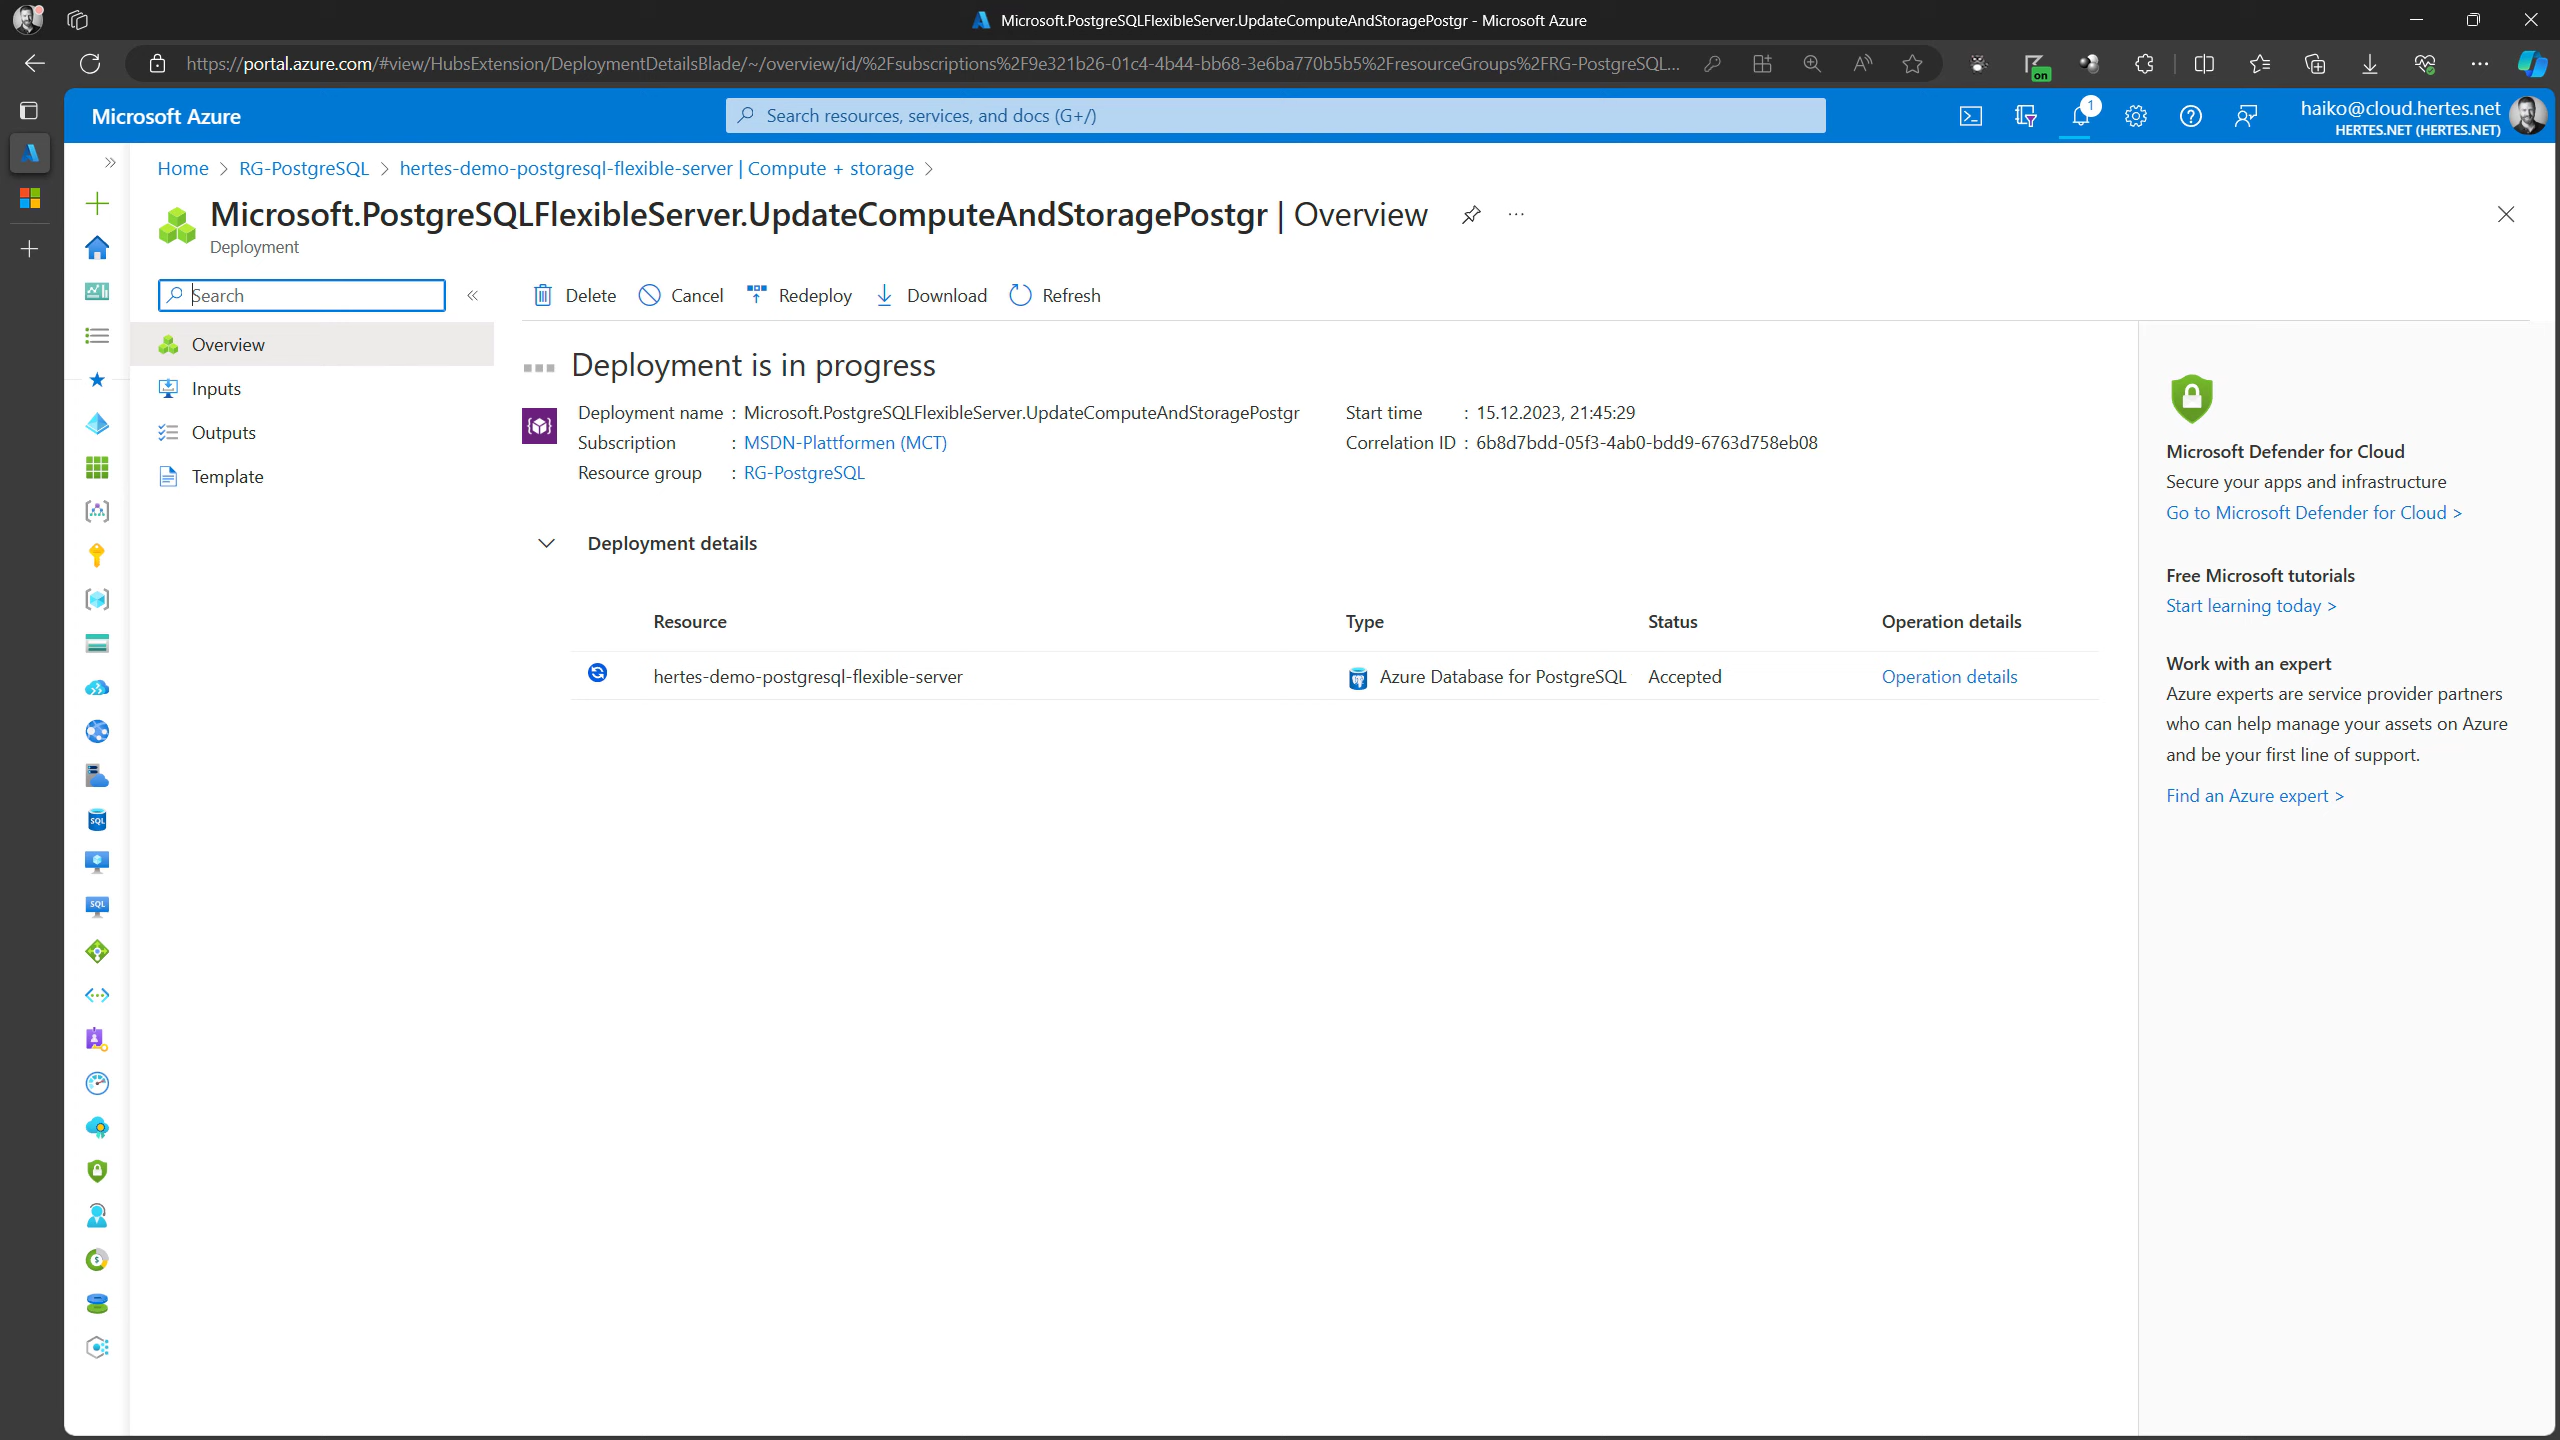 Microsoft.PostgreSQLFlexibleServer.UpdateComputeAndStoragePostgr - Microsoft Azure
https://portal.azure.com/#view/HubsExtension/DeploymentDetailsBlade/~/overview/id/%2Fsubscriptions%2F9e321b26-01c4-4b44-bb68-3e6ba770b5b5%2FresourceGroups%2FRG-PostgreSQL...
on
Microsoft Azure
Search resources, services, and docs (G+/)
1
haiko@cloud.hertes.net
HERTES.NET (HERTES.NET)
Home > RG-PostgreSQL > hertes-demo-postgresql-flexible-server | Compute + storage >
Microsoft.PostgreSQLFlexibleServer.UpdateComputeAndStoragePostgr | Overview
Deployment
Search
Delete
Cancel
Redeploy
Download
Refresh
Overview
Inputs
Outputs
Template
Deployment is in progress
Deployment name : Microsoft.PostgreSQLFlexibleServer.UpdateComputeAndStoragePostgr
Subscription : MSDN-Plattformen (MCT)
Resource group : RG-PostgreSQL
Start time : 15.12.2023, 21:45:29
Correlation ID : 6b8d7bdd-05f3-4ab0-bdd9-6763d758eb08
Deployment details
Resource Type Status Operation details
hertes-demo-postgresql-flexible-server Azure Database for PostgreSQL Accepted Operation details
Microsoft Defender for Cloud
Secure your apps and infrastructure
Go to Microsoft Defender for Cloud >
Free Microsoft tutorials
Start learning today >
Work with an expert
Azure experts are service provider partners
who can help manage your assets on Azure
and be your first line of support.
Find an Azure expert >
SQL
SQL